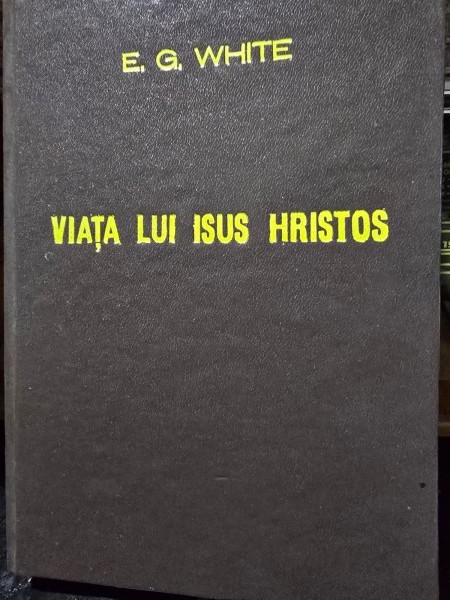 E. G. WHITE
VIAȚA LUI ISUS HRISTOS